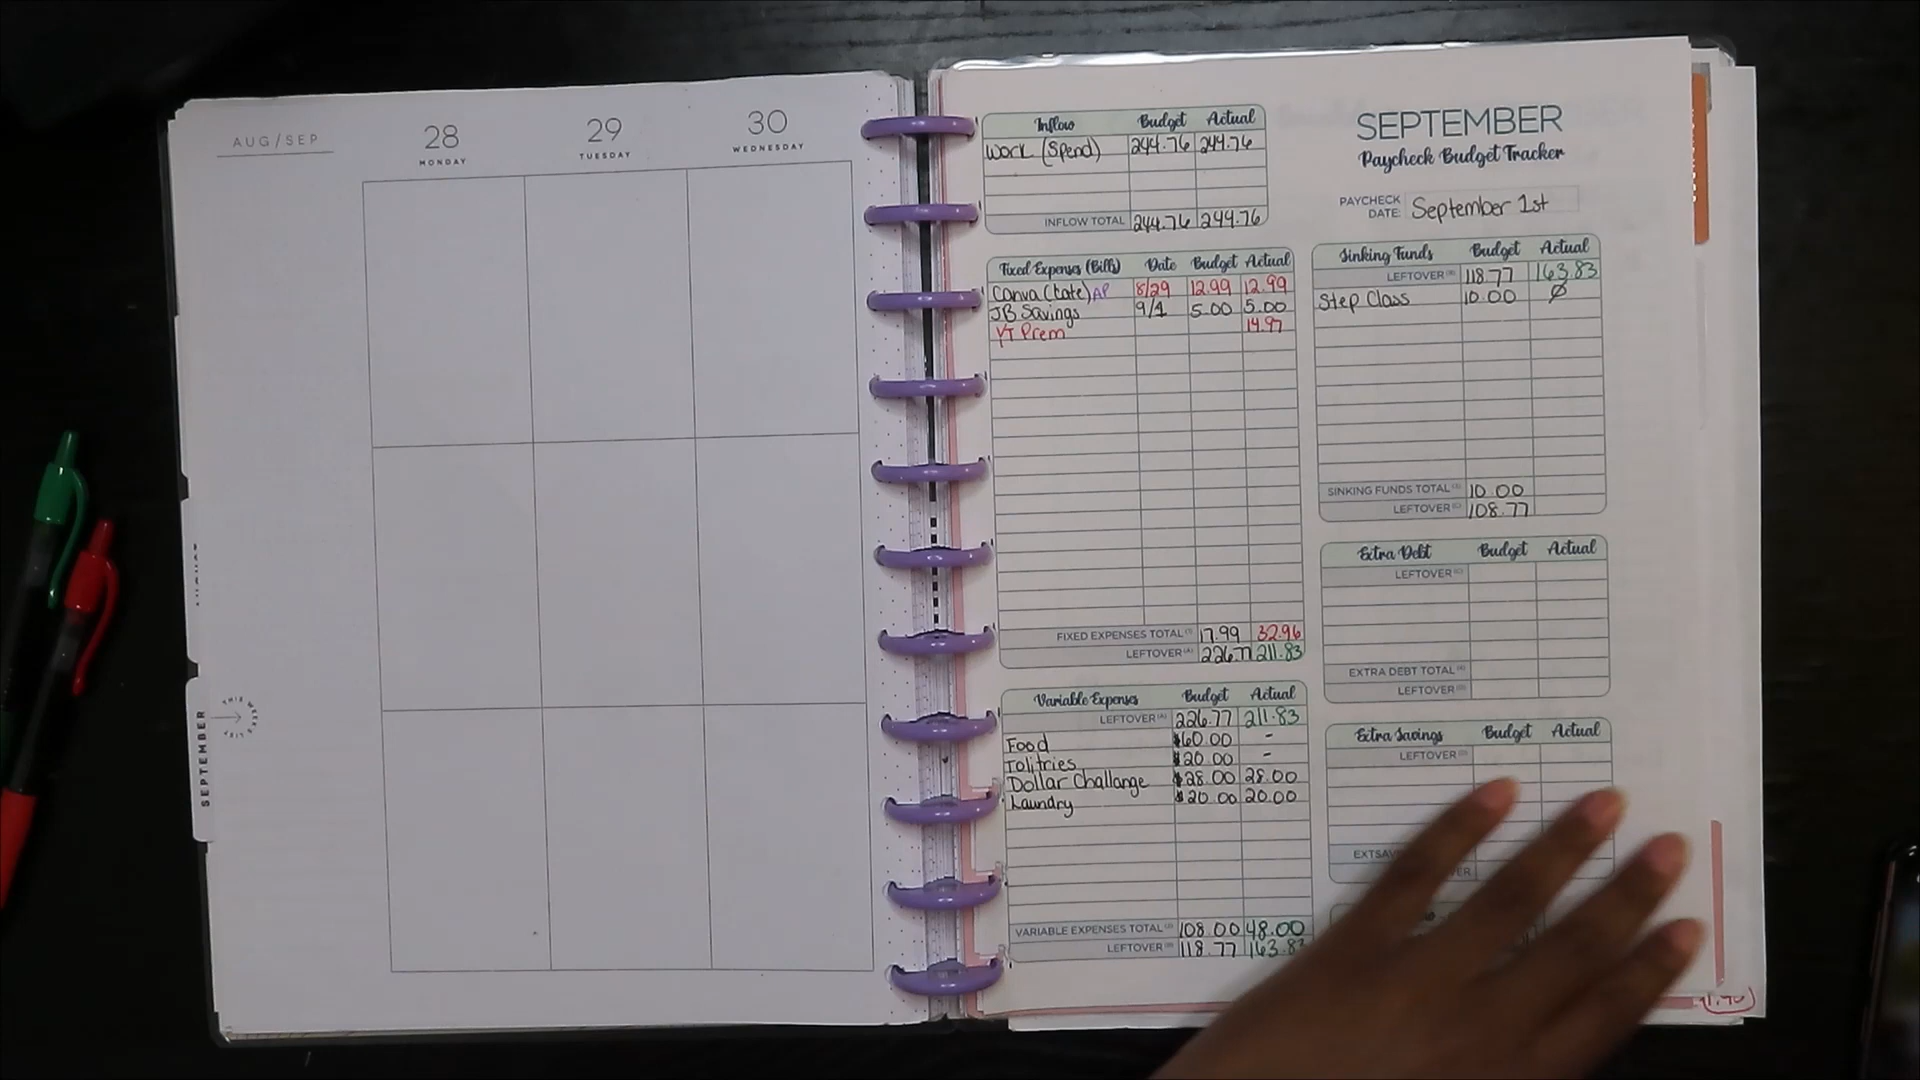 AUG/SEP
28
MONDAY
29
TUESDAY
30
WEDNESDAY
SEPTEMBER
THIS WEEK'S LIST
Inflow Budget Actual
Work (Spend) 244.76 244.76
INFLOW TOTAL 244.76 244.76
SEPTEMBER
Paycheck Budget Tracker
PAYCHECK DATE: September 1st
Fixed Expenses (Bills) Date Budget Actual
Canva (tate) AP 8/29 12.99 12.99
JB Savings 9/1 5.00 5.00
YT Prem 14.97
FIXED EXPENSES TOTAL 17.99 32.96
LEFTOVER (A) 226.77 211.83
Variable Expenses Budget Actual
LEFTOVER (A) 226.77 211.83
Food $60.00 -
Tolitries $20.00 -
Dollar Challange $28.00 28.00
Laundry $20.00 20.00
VARIABLE EXPENSES TOTAL 108.00 48.00
LEFTOVER 118.77 163.83
Sinking Funds Budget Actual
LEFTOVER 118.77 163.83
Step Class 10.00 Ø
SINKING FUNDS TOTAL 10.00
LEFTOVER 108.77
Extra Debt Budget Actual
LEFTOVER
EXTRA DEBT TOTAL
LEFTOVER
Extra Savings Budget Actual
LEFTOVER